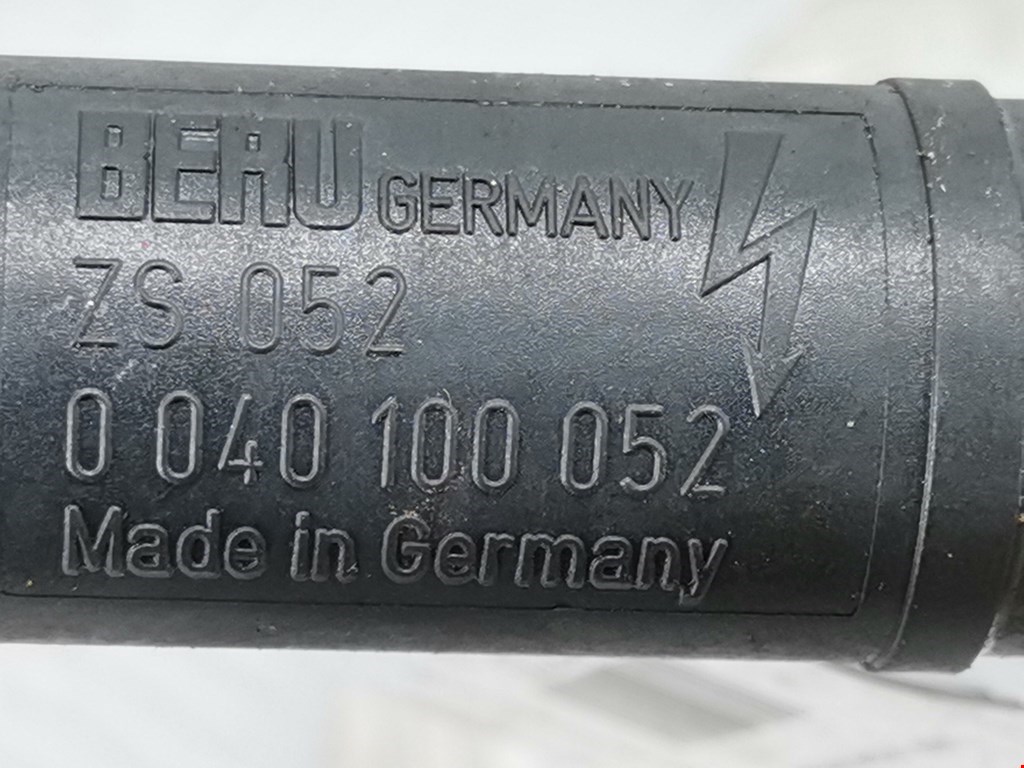 BERU GERMANY
ZS 052
0 040 100 052
Made in Germany